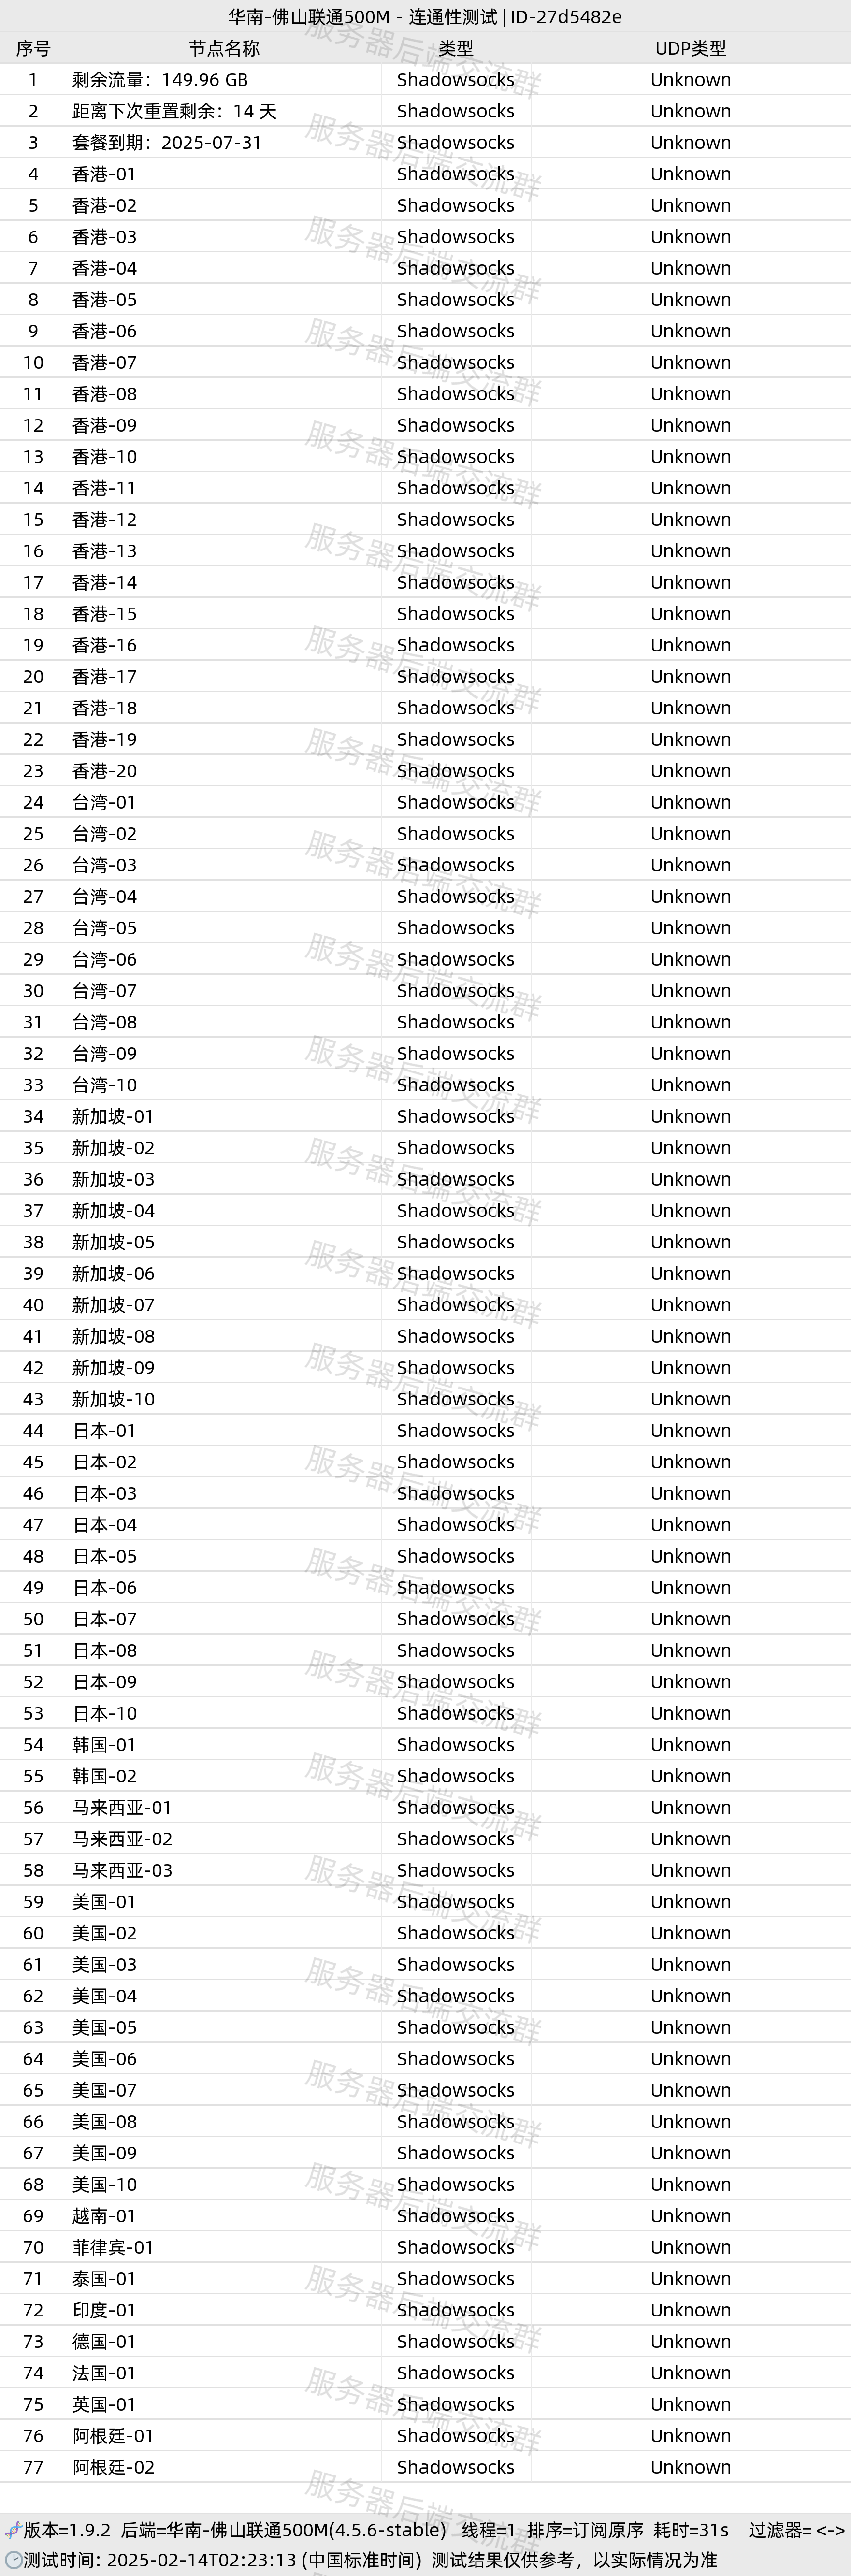 华南-佛山联通500M - 连通性测试 | ID-27d5482e
序号 节点名称 类型 UDP类型
1 剩余流量：149.96 GB Shadowsocks Unknown
2 距离下次重置剩余：14 天 Shadowsocks Unknown
3 套餐到期：2025-07-31 Shadowsocks Unknown
4 香港-01 Shadowsocks Unknown
5 香港-02 Shadowsocks Unknown
6 香港-03 Shadowsocks Unknown
7 香港-04 Shadowsocks Unknown
8 香港-05 Shadowsocks Unknown
9 香港-06 Shadowsocks Unknown
10 香港-07 Shadowsocks Unknown
11 香港-08 Shadowsocks Unknown
12 香港-09 Shadowsocks Unknown
13 香港-10 Shadowsocks Unknown
14 香港-11 Shadowsocks Unknown
15 香港-12 Shadowsocks Unknown
16 香港-13 Shadowsocks Unknown
17 香港-14 Shadowsocks Unknown
18 香港-15 Shadowsocks Unknown
19 香港-16 Shadowsocks Unknown
20 香港-17 Shadowsocks Unknown
21 香港-18 Shadowsocks Unknown
22 香港-19 Shadowsocks Unknown
23 香港-20 Shadowsocks Unknown
24 台湾-01 Shadowsocks Unknown
25 台湾-02 Shadowsocks Unknown
26 台湾-03 Shadowsocks Unknown
27 台湾-04 Shadowsocks Unknown
28 台湾-05 Shadowsocks Unknown
29 台湾-06 Shadowsocks Unknown
30 台湾-07 Shadowsocks Unknown
31 台湾-08 Shadowsocks Unknown
32 台湾-09 Shadowsocks Unknown
33 台湾-10 Shadowsocks Unknown
34 新加坡-01 Shadowsocks Unknown
35 新加坡-02 Shadowsocks Unknown
36 新加坡-03 Shadowsocks Unknown
37 新加坡-04 Shadowsocks Unknown
38 新加坡-05 Shadowsocks Unknown
39 新加坡-06 Shadowsocks Unknown
40 新加坡-07 Shadowsocks Unknown
41 新加坡-08 Shadowsocks Unknown
42 新加坡-09 Shadowsocks Unknown
43 新加坡-10 Shadowsocks Unknown
44 日本-01 Shadowsocks Unknown
45 日本-02 Shadowsocks Unknown
46 日本-03 Shadowsocks Unknown
47 日本-04 Shadowsocks Unknown
48 日本-05 Shadowsocks Unknown
49 日本-06 Shadowsocks Unknown
50 日本-07 Shadowsocks Unknown
51 日本-08 Shadowsocks Unknown
52 日本-09 Shadowsocks Unknown
53 日本-10 Shadowsocks Unknown
54 韩国-01 Shadowsocks Unknown
55 韩国-02 Shadowsocks Unknown
56 马来西亚-01 Shadowsocks Unknown
57 马来西亚-02 Shadowsocks Unknown
58 马来西亚-03 Shadowsocks Unknown
59 美国-01 Shadowsocks Unknown
60 美国-02 Shadowsocks Unknown
61 美国-03 Shadowsocks Unknown
62 美国-04 Shadowsocks Unknown
63 美国-05 Shadowsocks Unknown
64 美国-06 Shadowsocks Unknown
65 美国-07 Shadowsocks Unknown
66 美国-08 Shadowsocks Unknown
67 美国-09 Shadowsocks Unknown
68 美国-10 Shadowsocks Unknown
69 越南-01 Shadowsocks Unknown
70 菲律宾-01 Shadowsocks Unknown
71 泰国-01 Shadowsocks Unknown
72 印度-01 Shadowsocks Unknown
73 德国-01 Shadowsocks Unknown
74 法国-01 Shadowsocks Unknown
75 英国-01 Shadowsocks Unknown
76 阿根廷-01 Shadowsocks Unknown
77 阿根廷-02 Shadowsocks Unknown
版本=1.9.2 后端=华南-佛山联通500M(4.5.6-stable) 线程=1 排序=订阅原序 耗时=31s 过滤器= <->
测试时间: 2025-02-14T02:23:13 (中国标准时间) 测试结果仅供参考，以实际情况为准
服务器后端交流群